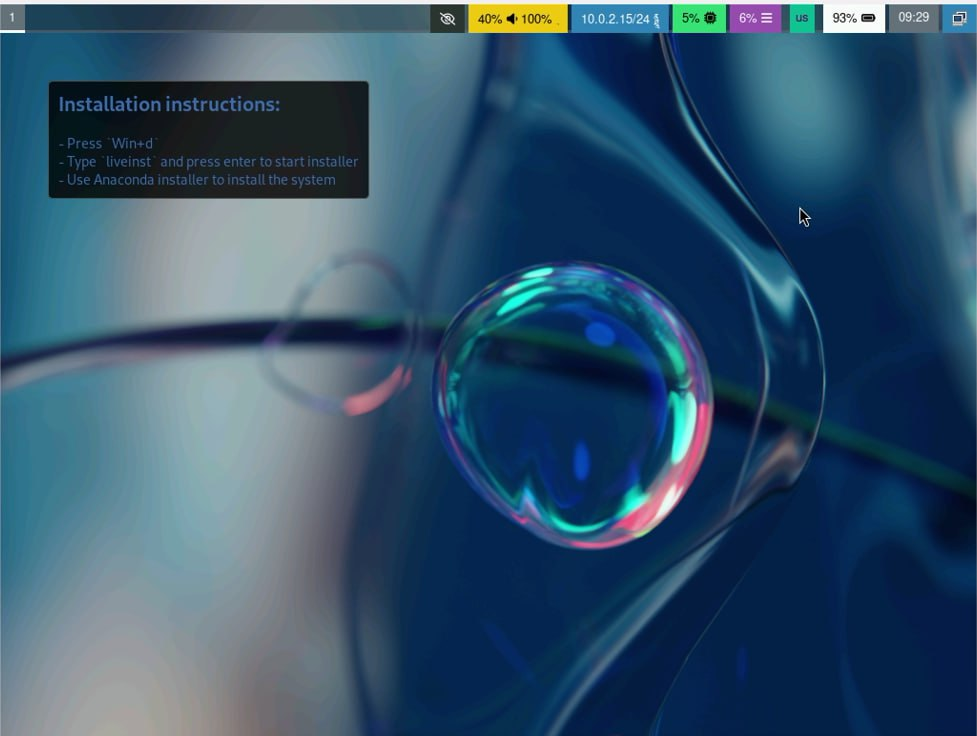 1
40% 100%
10.0.2.15/24
5%
6%
us
93%
09:29
Installation instructions:
- Press `Win+d`
- Type `liveinst` and press enter to start installer
- Use Anaconda installer to install the system